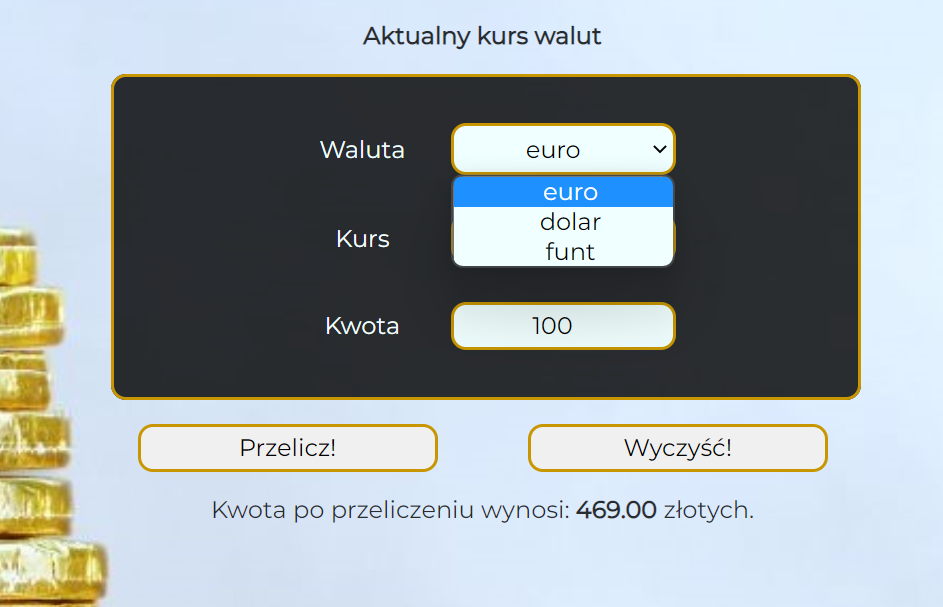 Aktualny kurs walut
Waluta euro
euro
dolar
Kurs
funt
Kwota 100
Przelicz! Wyczyść!
Kwota po przeliczeniu wynosi: 469.00 złotych.